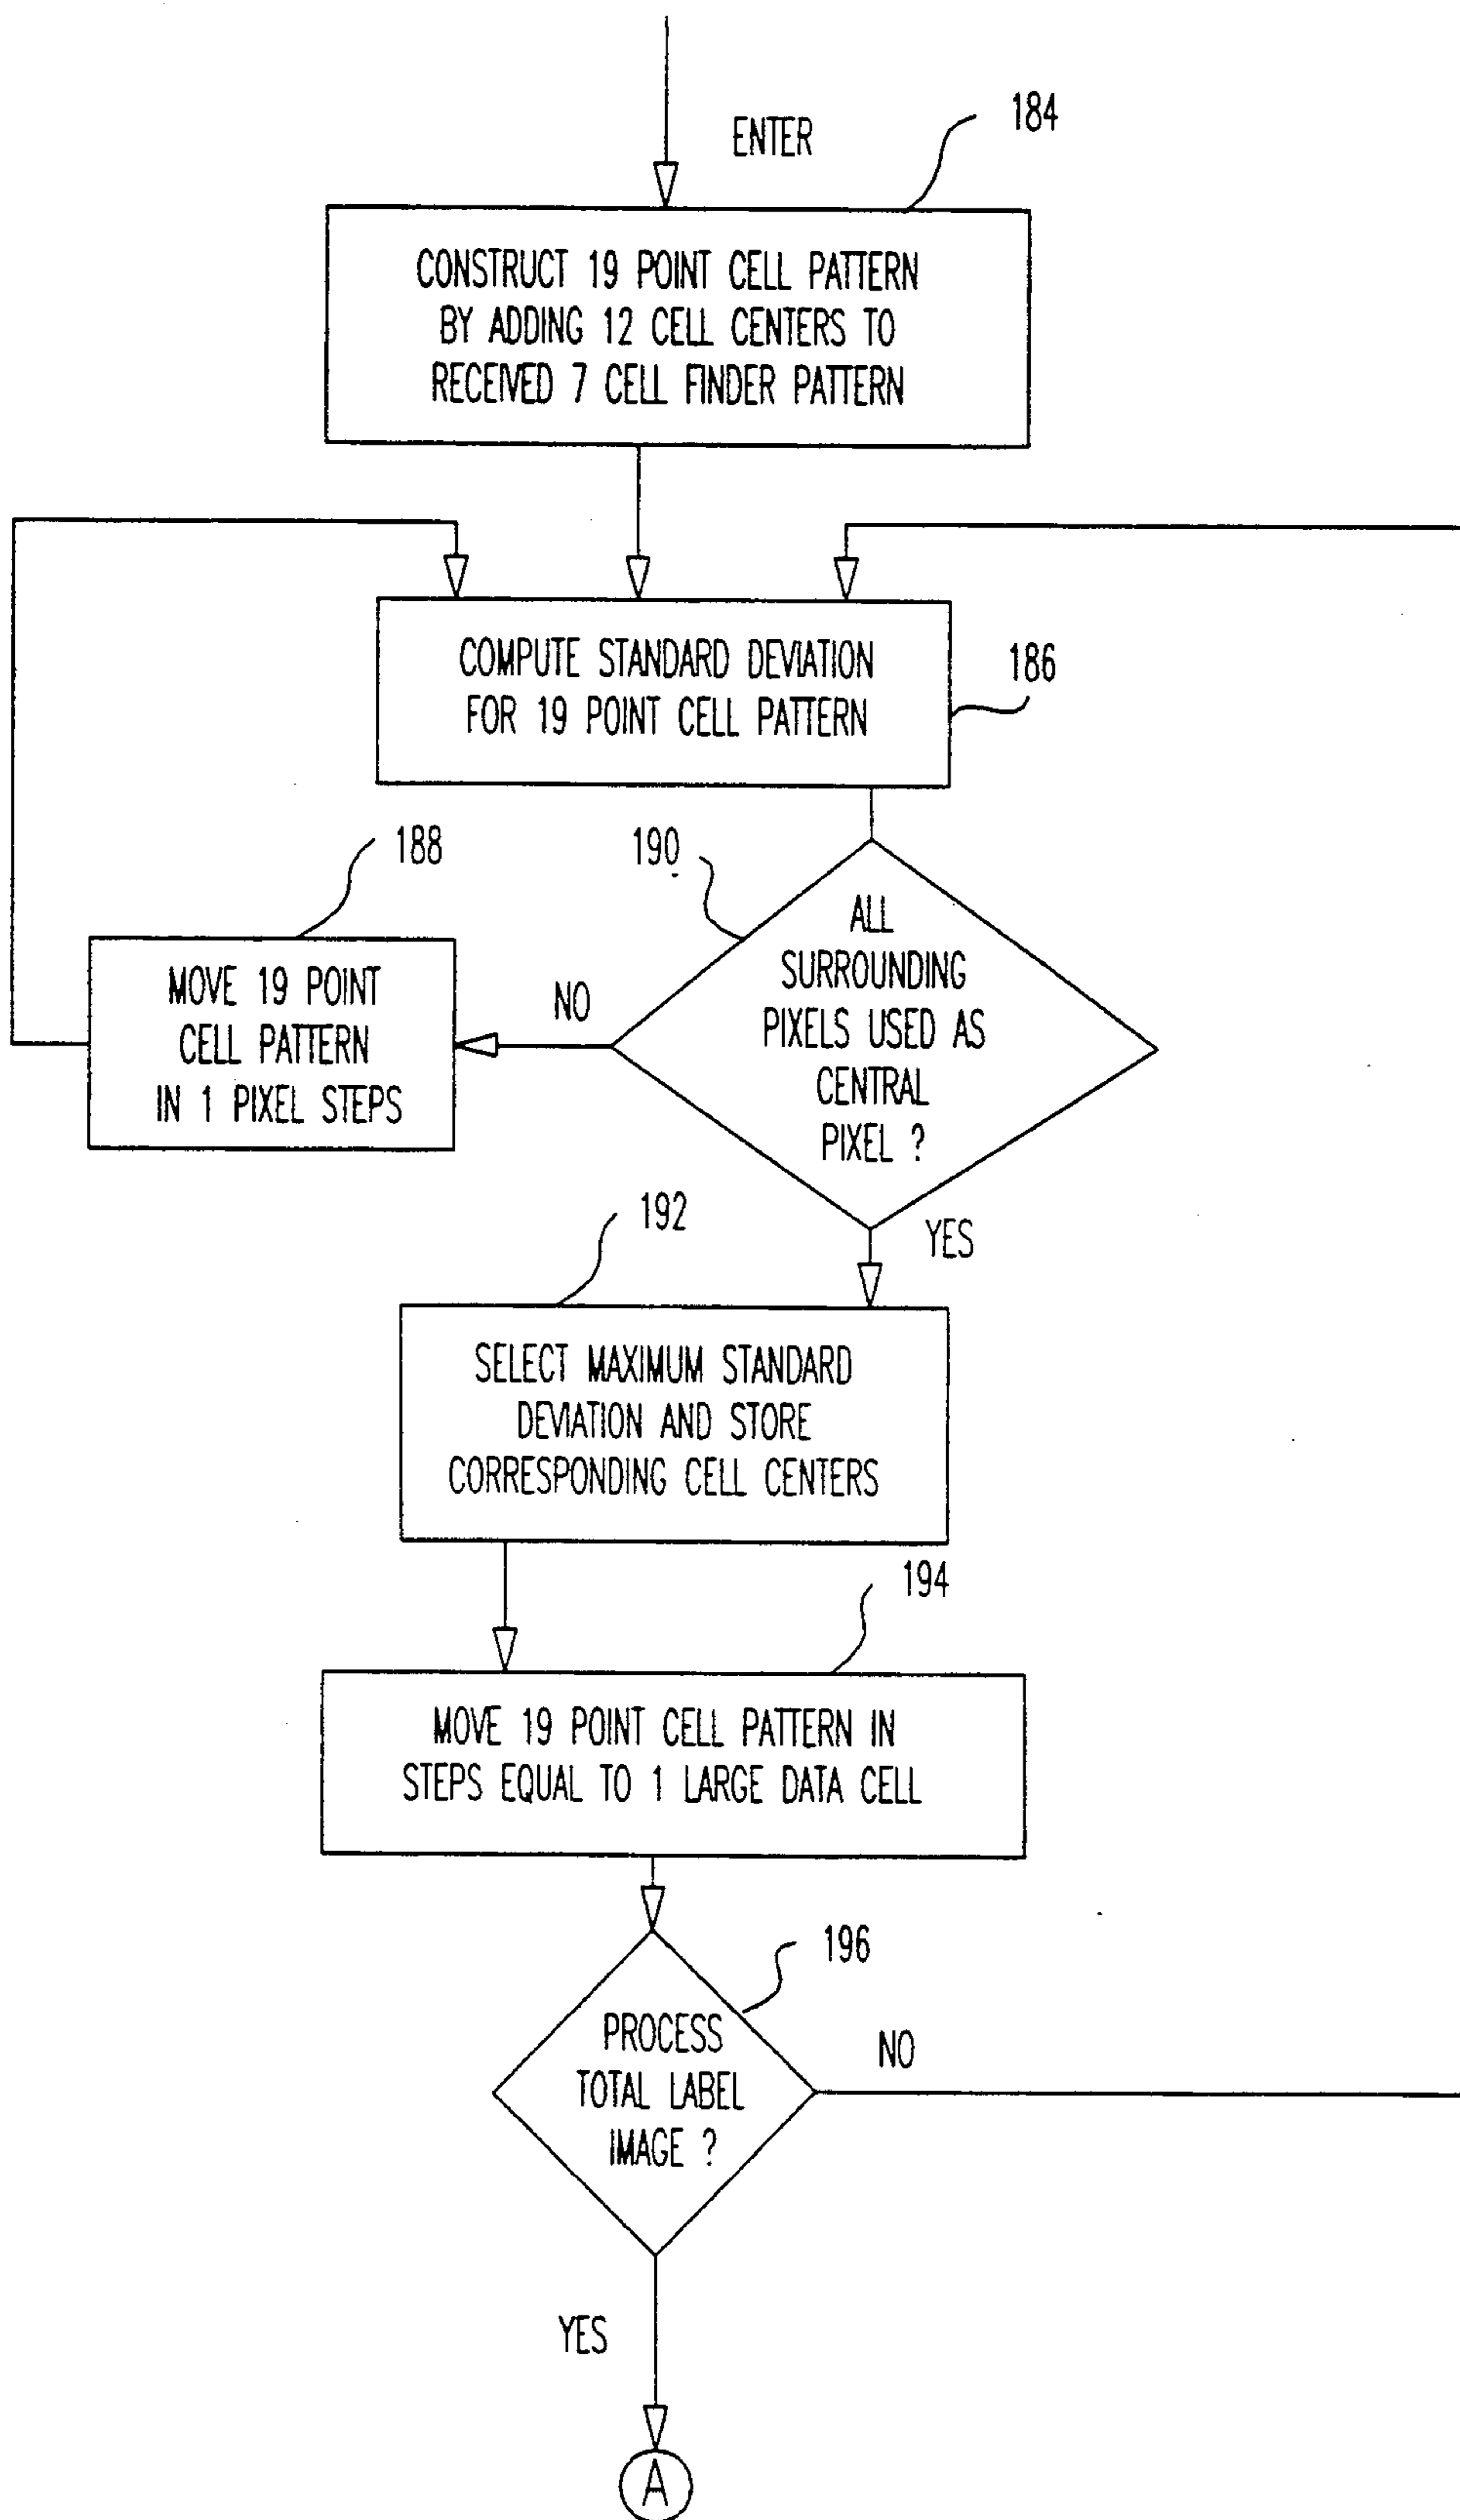 ENTER
184
CONSTRUCT 19 POINT CELL PATTERN
BY ADDING 12 CELL CENTERS TO
RECEIVED 7 CELL FINDER PATTERN
COMPUTE STANDARD DEVIATION
FOR 19 POINT CELL PATTERN
186
188
190
ALL
SURROUNDING
PIXELS USED AS
CENTRAL
PIXEL ?
NO
MOVE 19 POINT
CELL PATTERN
IN 1 PIXEL STEPS
YES
192
SELECT MAXIMUM STANDARD
DEVIATION AND STORE
CORRESPONDING CELL CENTERS
194
MOVE 19 POINT CELL PATTERN IN
STEPS EQUAL TO 1 LARGE DATA CELL
196
PROCESS
TOTAL LABEL
IMAGE ?
NO
YES
A